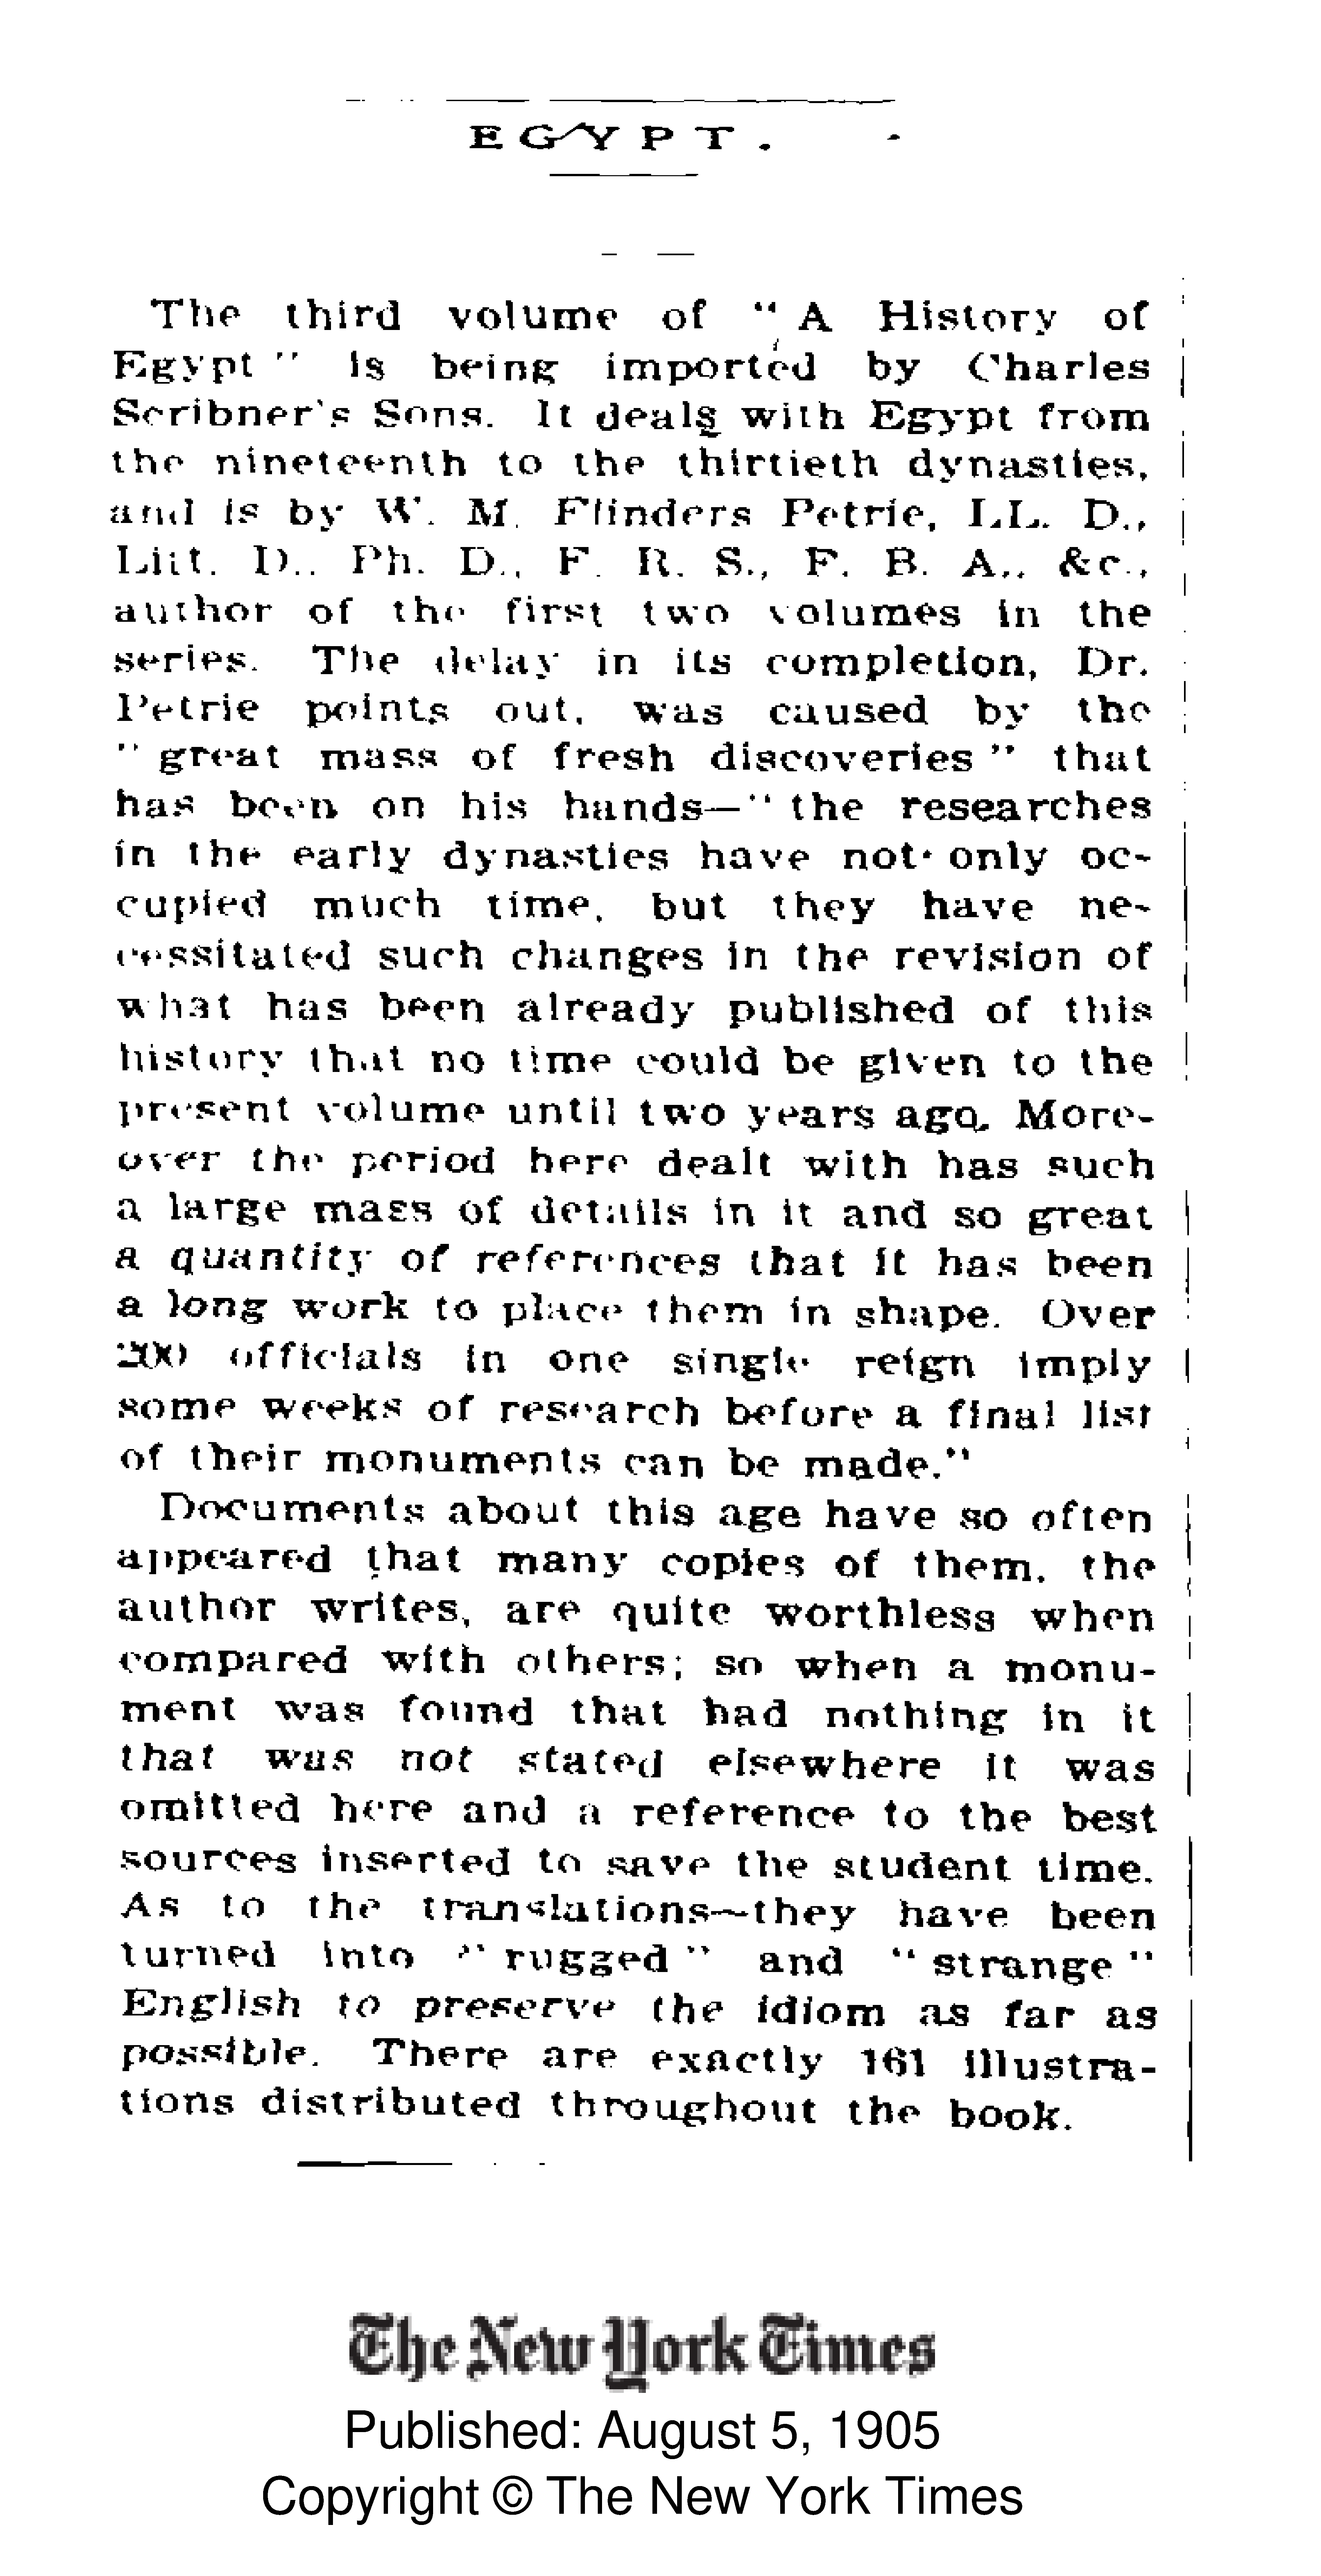 EGYPT.
The third volume of "A History of
Egypt" is being imported by Charles
Scribner's Sons. It deals with Egypt from
the nineteenth to the thirtieth dynasties,
and is by W. M. Flinders Petrie, LL. D.,
Litt. D., Ph. D., F. R. S., F. B. A., &c.,
author of the first two volumes in the
series. The delay in its completion, Dr.
Petrie points out, was caused by the
"great mass of fresh discoveries" that
has been on his hands—"the researches
in the early dynasties have not only oc-
cupied much time, but they have ne-
cessitated such changes in the revision of
what has been already published of this
history that no time could be given to the
present volume until two years ago. More-
over the period here dealt with has such
a large mass of details in it and so great
a quantity of references that it has been
a long work to place them in shape. Over
200 officials in one single reign imply
some weeks of research before a final list
of their monuments can be made."
Documents about this age have so often
appeared that many copies of them, the
author writes, are quite worthless when
compared with others; so when a monu-
ment was found that had nothing in it
that was not stated elsewhere it was
omitted here and a reference to the best
sources inserted to save the student time.
As to the translations—they have been
turned into "rugged" and "strange"
English to preserve the idiom as far as
possible. There are exactly 161 illustra-
tions distributed throughout the book.
The New York Times
Published: August 5, 1905
Copyright © The New York Times